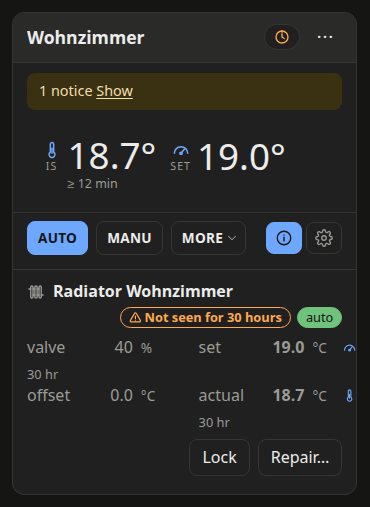 Wohnzimmer
1 notice Show
IS 18.7° SET 19.0°
≥ 12 min
AUTO MANU MORE
Radiator Wohnzimmer
Not seen for 30 hours auto
valve 40 % set 19.0 °C
30 hr
offset 0.0 °C actual 18.7 °C
30 hr
Lock Repair...